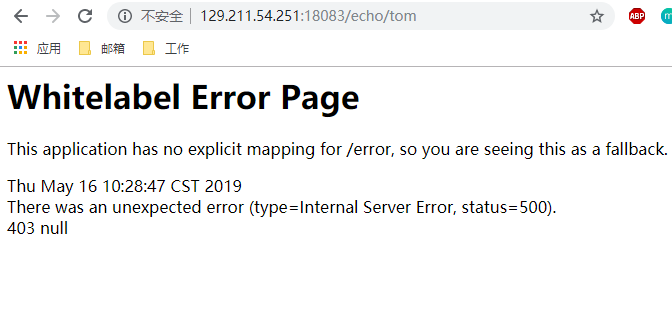 不安全 | 129.211.54.251:18083/echo/tom
ABP
应用 邮箱 工作
Whitelabel Error Page
This application has no explicit mapping for /error, so you are seeing this as a fallback.
Thu May 16 10:28:47 CST 2019
There was an unexpected error (type=Internal Server Error, status=500).
403 null